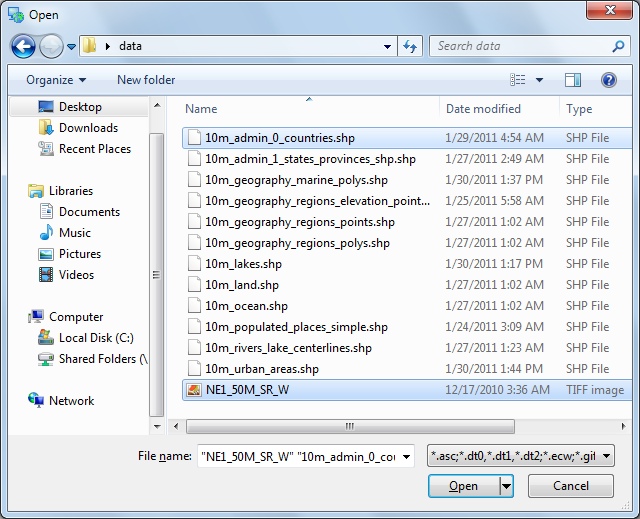 Open
data
Search data
Organize
New folder
Name Date modified Type
Desktop
Downloads
Recent Places
Libraries
Documents
Music
Pictures
Videos
Computer
Local Disk (C:)
Shared Folders (\
Network
10m_admin_0_countries.shp 1/29/2011 4:54 AM SHP File
10m_admin_1_states_provinces_shp.shp 1/27/2011 2:49 AM SHP File
10m_geography_marine_polys.shp 1/30/2011 1:37 PM SHP File
10m_geography_regions_elevation_point... 1/25/2011 5:58 AM SHP File
10m_geography_regions_points.shp 1/27/2011 1:02 AM SHP File
10m_geography_regions_polys.shp 1/27/2011 1:02 AM SHP File
10m_lakes.shp 1/30/2011 1:17 PM SHP File
10m_land.shp 1/27/2011 1:02 AM SHP File
10m_ocean.shp 1/27/2011 1:02 AM SHP File
10m_populated_places_simple.shp 1/24/2011 3:09 AM SHP File
10m_rivers_lake_centerlines.shp 1/27/2011 1:23 AM SHP File
10m_urban_areas.shp 1/30/2011 1:44 PM SHP File
NE1_50M_SR_W 12/17/2010 3:36 AM TIFF image
File name: "NE1_50M_SR_W" "10m_admin_0_cou *.asc;*.dt0,*.dt1,*.dt2;*.ecw;*.gif
Open Cancel